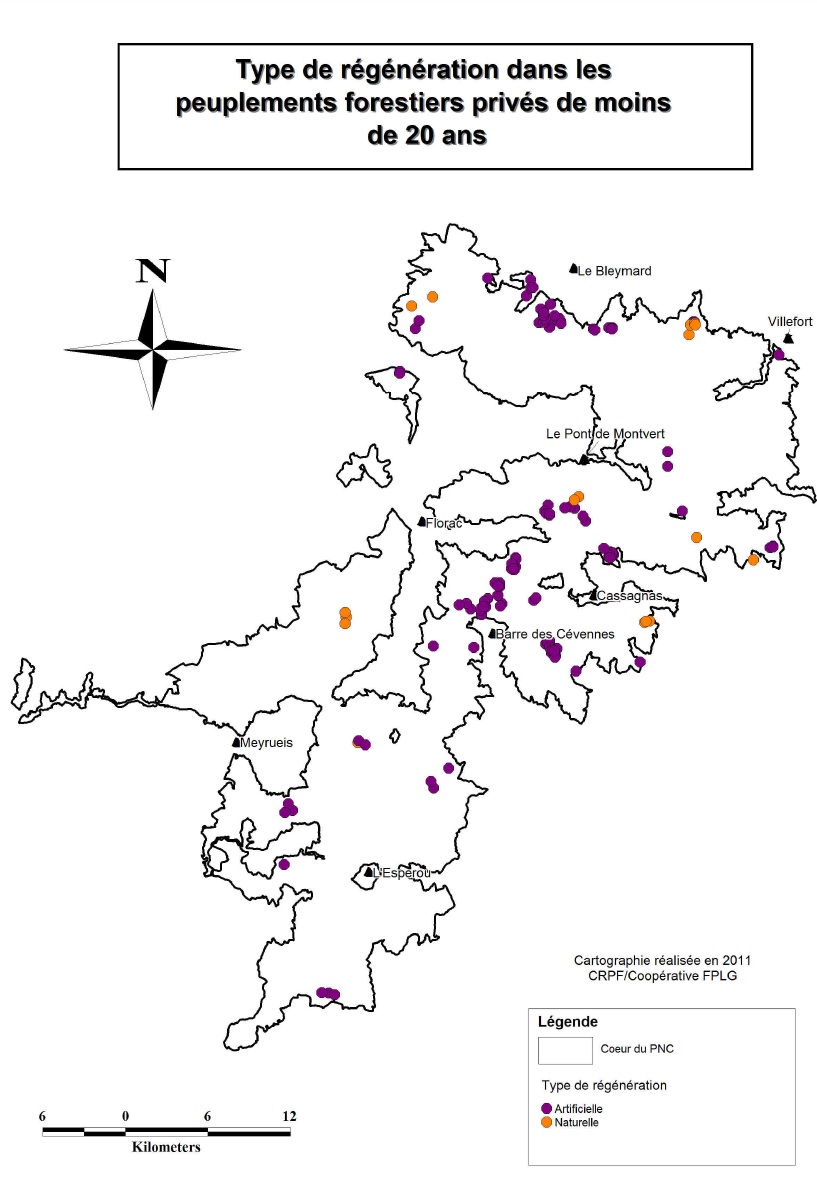 Type de régénération dans les
peuplements forestiers privés de moins
de 20 ans
N
Le Bleymard
Villefort
Le Pont de Montvert
Florac
Cassagnas
Barre des Cévennes
Meyrueis
L'Espérou
Cartographie réalisée en 2011
CRPF/Coopérative FPLG
Légende
Coeur du PNC
Type de régénération
Artificielle
Naturelle
6 0 6 12
Kilometers